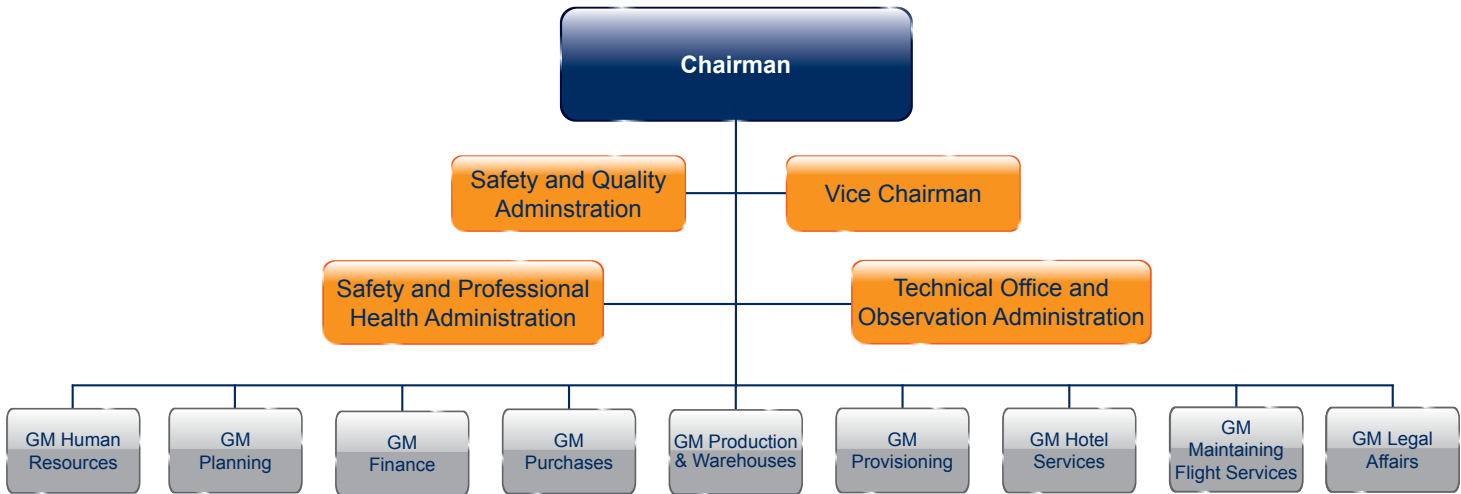 Chairman
Safety and Quality
Adminstration
Vice Chairman
Safety and Professional
Health Administration
Technical Office and
Observation Administration
GM Human
Resources
GM
Planning
GM
Finance
GM
Purchases
GM Production
& Warehouses
GM
Provisioning
GM Hotel
Services
GM
Maintaining
Flight Services
GM Legal
Affairs